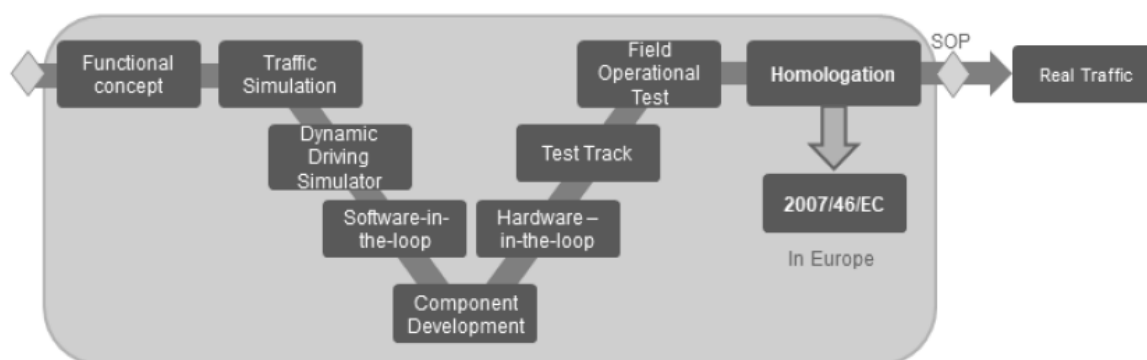 Functional
concept
Traffic
Simulation
Dynamic
Driving
Simulator
Software-in-
the-loop
Component
Development
Hardware –
in-the-loop
Test Track
Field
Operational
Test
Homologation
SOP
Real Traffic
2007/46/EC
In Europe